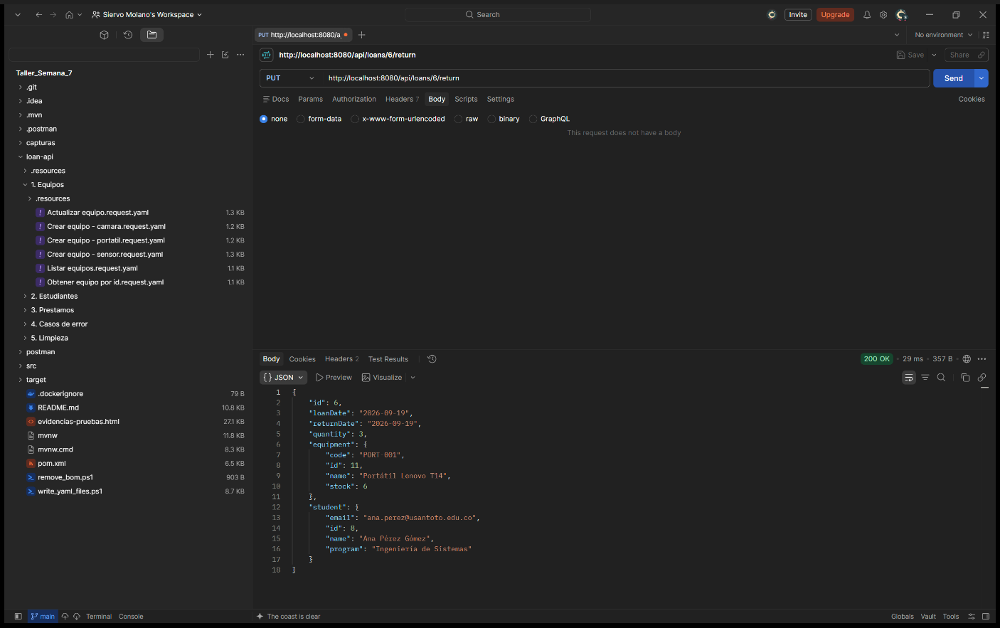 Siervo Molano's Workspace
Search
Invite
Upgrade
PUT http://localhost:8080/a
No environment
http://localhost:8080/api/loans/6/return
Save
Share
PUT
http://localhost:8080/api/loans/6/return
Send
Docs
Params
Authorization
Headers 7
Body
Scripts
Settings
Cookies
none
form-data
x-www-form-urlencoded
raw
binary
GraphQL
This request does not have a body
Taller_Semana_7
.git
.idea
.mvn
.postman
capturas
loan-api
.resources
1. Equipos
.resources
Actualizar equipo.request.yaml 1.3 KB
Crear equipo - camara.request.yaml 1.2 KB
Crear equipo - portatil.request.yaml 1.2 KB
Crear equipo - sensor.request.yaml 1.3 KB
Listar equipos.request.yaml 1.1 KB
Obtener equipo por id.request.yaml 1.1 KB
2. Estudiantes
3. Prestamos
4. Casos de error
5. Limpieza
postman
src
target
.dockerignore 79 B
README.md 10.8 KB
evidencias-pruebas.html 27.1 KB
mvnw 11.8 KB
mvnw.cmd 8.3 KB
pom.xml 6.5 KB
remove_bom.ps1 903 B
write_yaml_files.ps1 8.7 KB
Body
Cookies
Headers 2
Test Results
200 OK
29 ms
357 B
{} JSON
Preview
Visualize
1 {
2 "id": 6,
3 "loanDate": "2026-09-19",
4 "returnDate": "2026-09-19",
5 "quantity": 3,
6 "equipment": {
7 "code": "PORT-001",
8 "id": 11,
9 "name": "Portátil Lenovo T14",
10 "stock": 6
11 },
12 "student": {
13 "email": "ana.perez@usantoto.edu.co",
14 "id": 8,
15 "name": "Ana Pérez Gómez",
16 "program": "Ingeniería de Sistemas"
17 }
18 }
main
Terminal
Console
The coast is clear
Globals
Vault
Tools